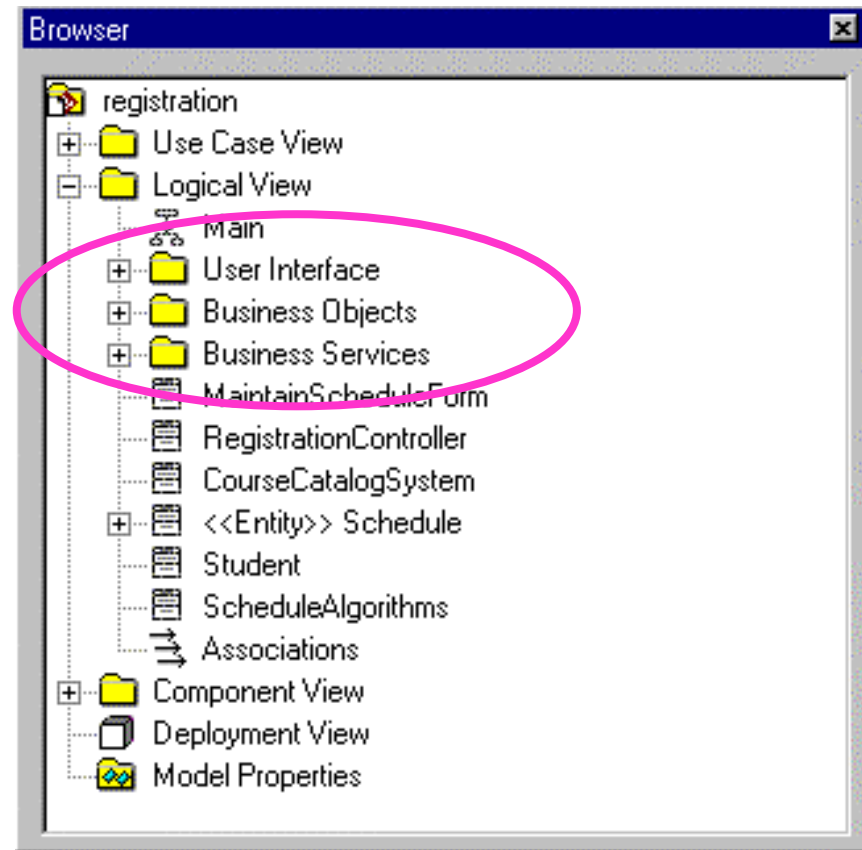 Browser
registration
Use Case View
Logical View
Main
User Interface
Business Objects
Business Services
MaintainScheduleForm
RegistrationController
CourseCatalogSystem
<<Entity>> Schedule
Student
ScheduleAlgorithms
Associations
Component View
Deployment View
Model Properties